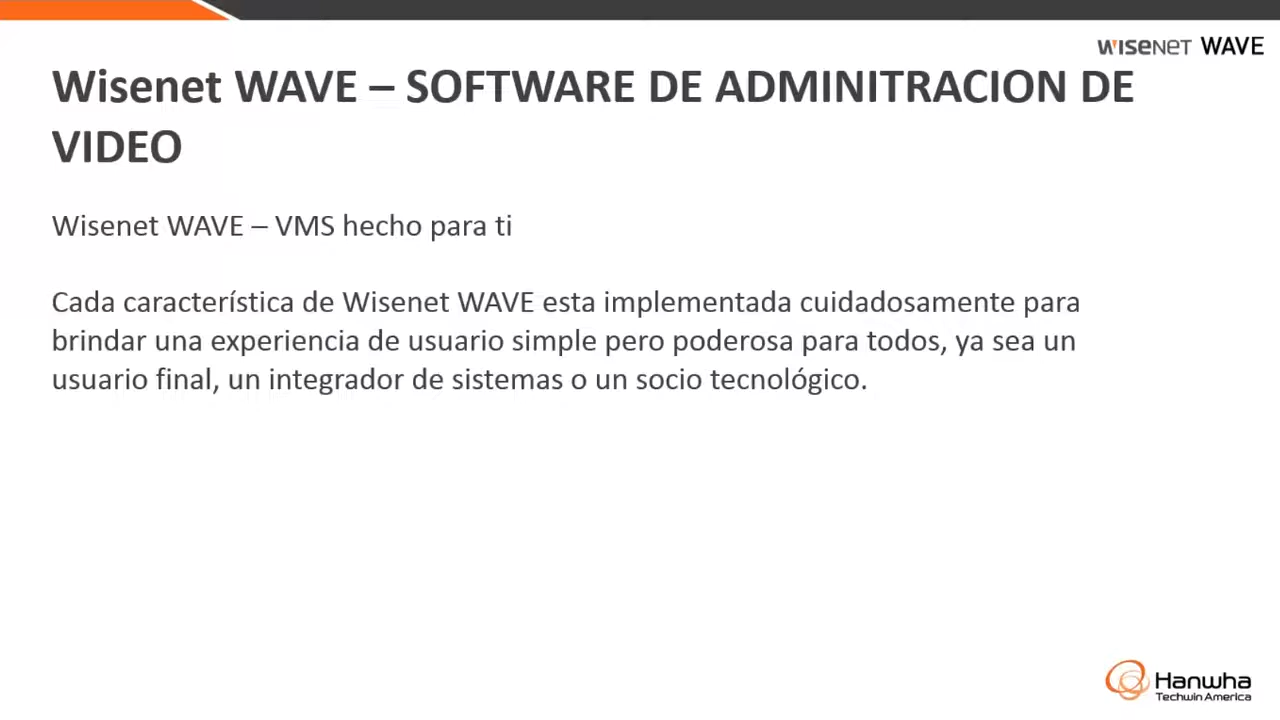 WISENET WAVE
Wisenet WAVE – SOFTWARE DE ADMINITRACION DE
VIDEO
Wisenet WAVE – VMS hecho para ti
Cada característica de Wisenet WAVE esta implementada cuidadosamente para
brindar una experiencia de usuario simple pero poderosa para todos, ya sea un
usuario final, un integrador de sistemas o un socio tecnológico.
Hanwha
Techwin America